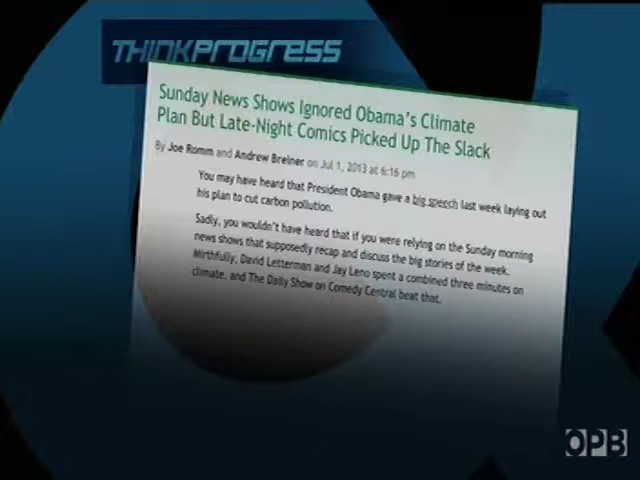 THINKPROGRESS
Sunday News Shows Ignored Obama's Climate
Plan But Late-Night Comics Picked Up The Slack
By Joe Romm and Andrew Breiner on Jul 1, 2013 at 6:16 pm
You may have heard that President Obama gave a big speech last week laying out
his plan to cut carbon pollution.
Sadly, you wouldn't have heard that if you were relying on the Sunday morning
news shows that supposedly recap and discuss the big stories of the week.
Mirthfully, David Letterman and Jay Leno spent a combined three minutes on
climate, and The Daily Show on Comedy Central beat that.
OPB